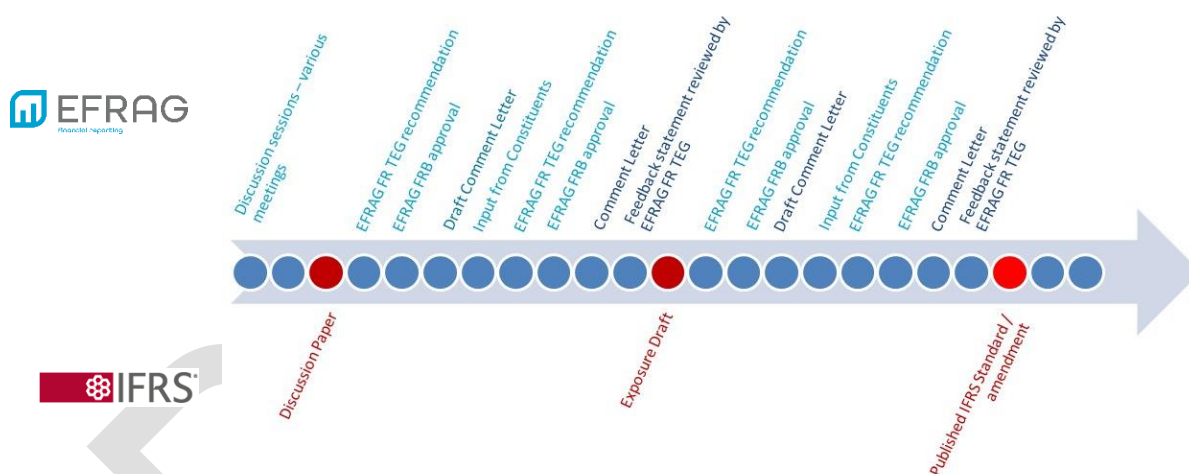 EFRAG
Financial reporting
Discussion sessions – various
meetings
EFRAG FR TEG recommendation
EFRAG FRB approval
Draft Comment Letter
Input from Constituents
EFRAG FR TEG recommendation
EFRAG FRB approval
Comment Letter
Feedback statement reviewed by
EFRAG FR TEG
EFRAG FR TEG recommendation
EFRAG FRB approval
Draft Comment Letter
Input from Constituents
EFRAG FR TEG recommendation
EFRAG FRB approval
Comment Letter
Feedback statement reviewed by
EFRAG FR TEG
IFRS
Discussion Paper
Exposure Draft
Published IFRS Standard /
amendment